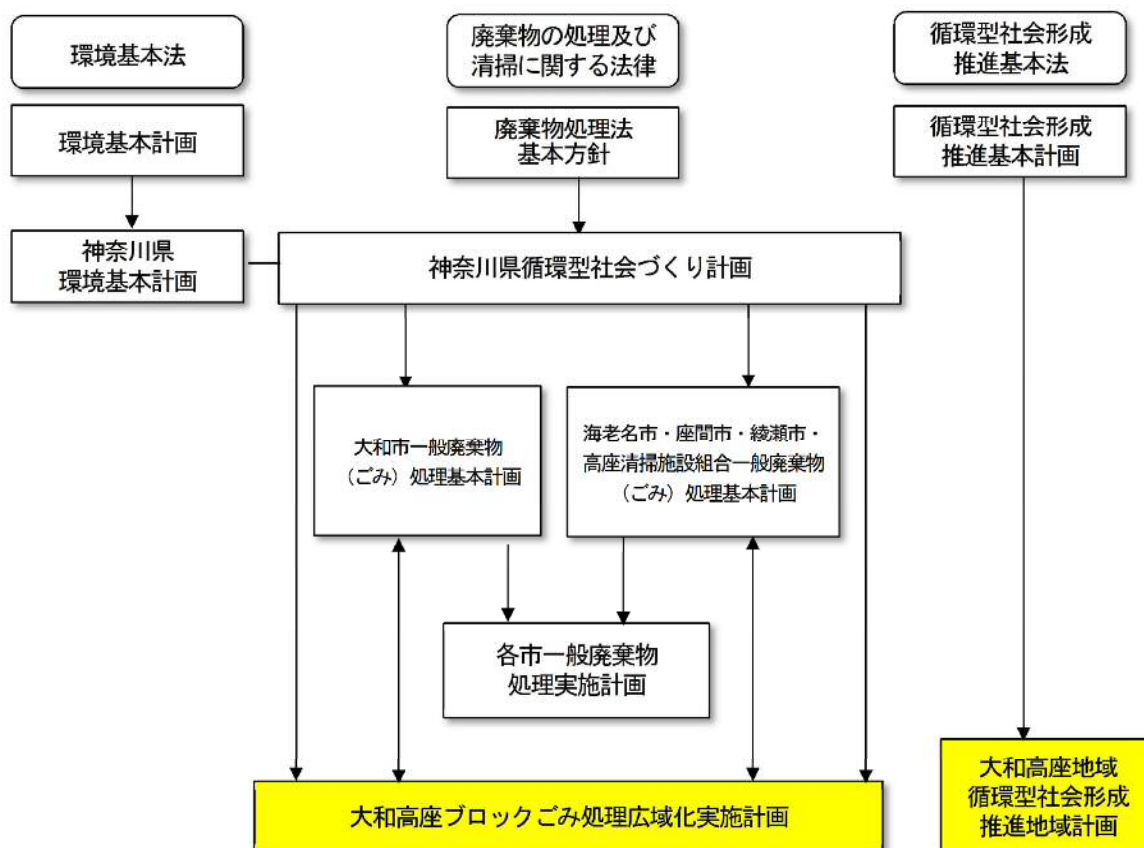 環境基本法
廃棄物の処理及び
清掃に関する法律
循環型社会形成
推進基本法
環境基本計画
廃棄物処理法
基本方針
循環型社会形成
推進基本計画
神奈川県
環境基本計画
神奈川県循環型社会づくり計画
大和市一般廃棄物
（ごみ）処理基本計画
海老名市・座間市・綾瀬市・
高座清掃施設組合一般廃棄物
（ごみ）処理基本計画
各市一般廃棄物
処理実施計画
大和高座ブロックごみ処理広域化実施計画
大和高座地域
循環型社会形成
推進地域計画